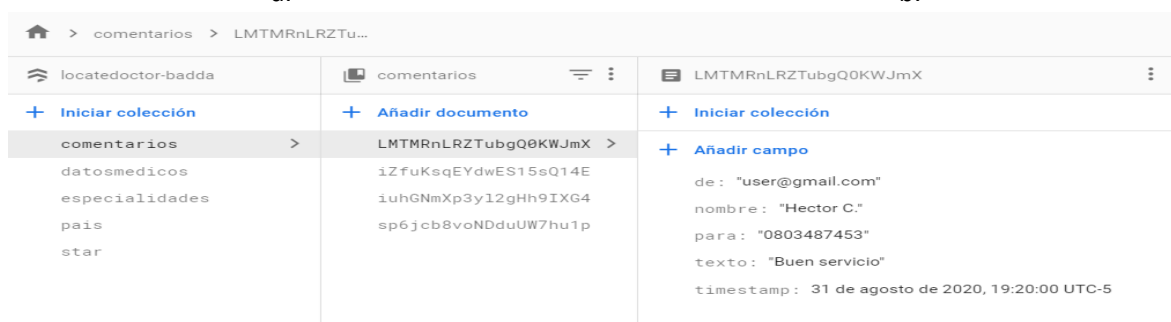 > comentarios > LMTMRnLRZTu...
locatedoctor-badda
comentarios
LMTMRnLRZTubgQ0KWJmX
+ Iniciar colección
+ Añadir documento
+ Iniciar colección
comentarios >
LMTMRnLRZTubgQ0KWJmX >
+ Añadir campo
datosmedicos
iZfuKsqEYdwES15sQ14E
de: "user@gmail.com"
especialidades
iuhGNmXp3yl2gHh9IXG4
nombre: "Hector C."
pais
sp6jcb8voNDduUW7hu1p
para: "0803487453"
star
texto: "Buen servicio"
timestamp: 31 de agosto de 2020, 19:20:00 UTC-5